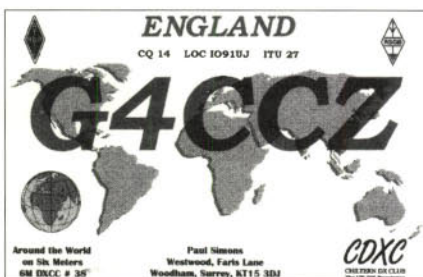 ENGLAND
CQ 14 LOC IO91UJ ITU 27
G4CCZ
Around the World
on Six Meters
6M DXCC # 38
Paul Simons
Westwood, Faris Lane
Woodham, Surrey, KT15 3DJ
CDXC
CHILTERN DX CLUB